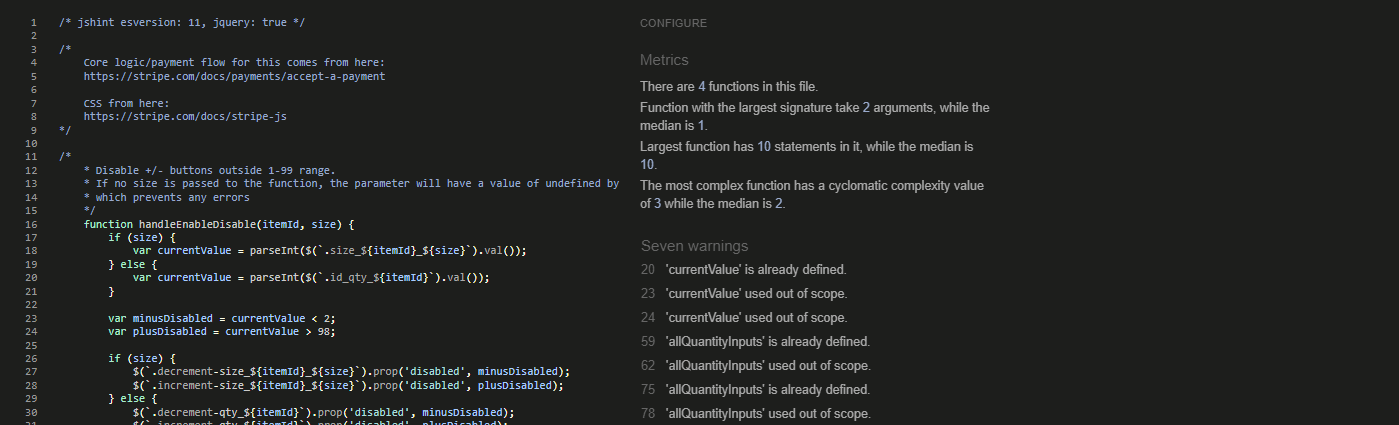 1 /* jshint esversion: 11, jquery: true */
2
3 /*
4 Core logic/payment flow for this comes from here:
5 https://stripe.com/docs/payments/accept-a-payment
6
7 CSS from here:
8 https://stripe.com/docs/stripe-js
9 */
10
11 /*
12 * Disable +/- buttons outside 1-99 range.
13 * If no size is passed to the function, the parameter will have a value of undefined by
14 * which prevents any errors
15 */
16 function handleEnableDisable(itemId, size) {
17 if (size) {
18 var currentValue = parseInt($(`.size_${itemId}_${size}`).val());
19 } else {
20 var currentValue = parseInt($(`.id_qty_${itemId}`).val());
21 }
22
23 var minusDisabled = currentValue < 2;
24 var plusDisabled = currentValue > 98;
25
26 if (size) {
27 $(`.decrement-size_${itemId}_${size}`).prop('disabled', minusDisabled);
28 $(`.increment-size_${itemId}_${size}`).prop('disabled', plusDisabled);
29 } else {
30 $(`.decrement-qty_${itemId}`).prop('disabled', minusDisabled);
31 $(`.increment-qty_${itemId}`).prop('disabled', plusDisabled);
CONFIGURE
Metrics
There are 4 functions in this file.
Function with the largest signature take 2 arguments, while the
median is 1.
Largest function has 10 statements in it, while the median is
10.
The most complex function has a cyclomatic complexity value
of 3 while the median is 2.
Seven warnings
20 'currentValue' is already defined.
23 'currentValue' used out of scope.
24 'currentValue' used out of scope.
59 'allQuantityInputs' is already defined.
62 'allQuantityInputs' used out of scope.
75 'allQuantityInputs' is already defined.
78 'allQuantityInputs' used out of scope.